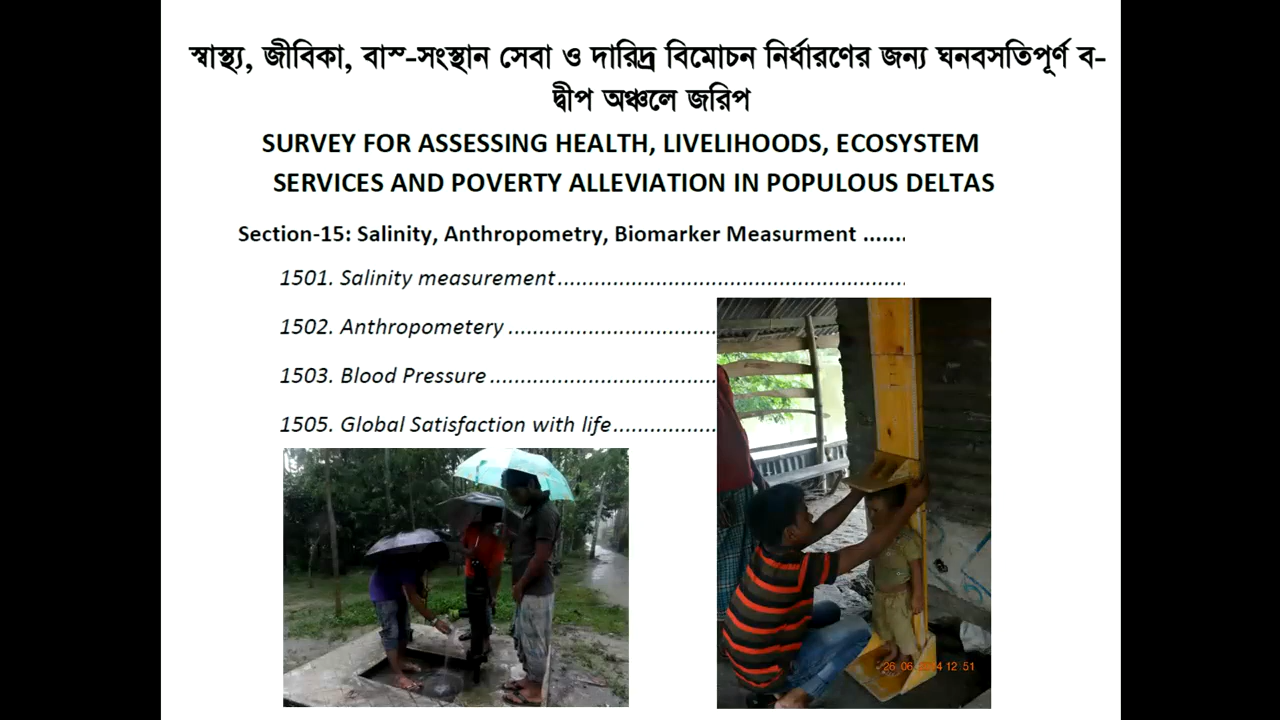 স্বাস্থ্য, জীবিকা, বাস্-সংস্থান সেবা ও দারিদ্র বিমোচন নির্ধারণের জন্য ঘনবসতিপূর্ণ ব-
দ্বীপ অঞ্চলে জরিপ
SURVEY FOR ASSESSING HEALTH, LIVELIHOODS, ECOSYSTEM
SERVICES AND POVERTY ALLEVIATION IN POPULOUS DELTAS
Section-15: Salinity, Anthropometry, Biomarker Measurment .......
1501. Salinity measurement.........................................................
1502. Anthropometery ..................................
1503. Blood Pressure.....................................
1505. Global Satisfaction with life.................
26 06 2014 12 51